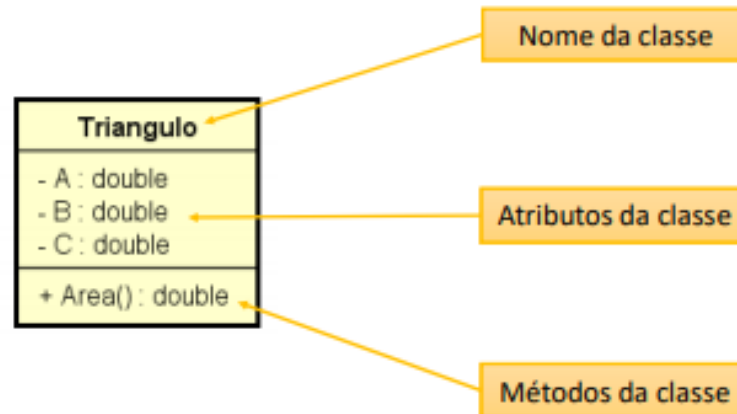 Nome da classe
Triangulo
- A : double
- B : double
- C : double
+ Area() : double
Atributos da classe
Métodos da classe